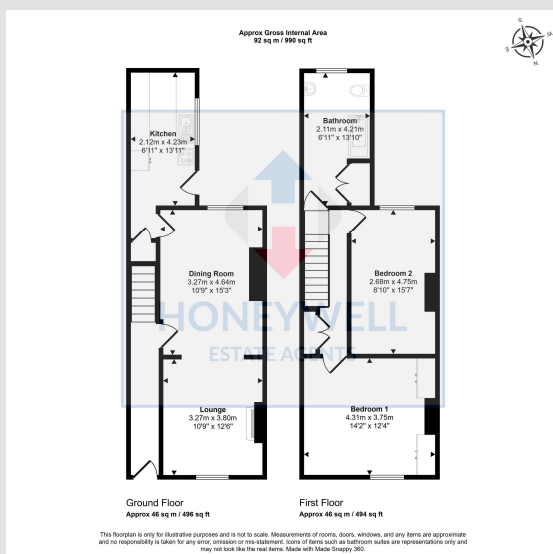 Approx Gross Internal Area
92 sq m / 990 sq ft
S
W
E
N
Kitchen
2.12m x 4.23m
6'11" x 13'11"
Bathroom
2.11m x 4.21m
6'11" x 13'10"
Dining Room
3.27m x 4.64m
10'9" x 15'3"
Bedroom 2
2.68m x 4.75m
8'10" x 15'7"
HONEYWELL
ESTATE AGENTS
Lounge
3.27m x 3.80m
10'9" x 12'6"
Bedroom 1
4.31m x 3.75m
14'2" x 12'4"
Ground Floor
Approx 46 sq m / 496 sq ft
First Floor
Approx 46 sq m / 494 sq ft
This floorplan is only for illustrative purposes and is not to scale. Measurements of rooms, doors, windows, and any items are approximate
and no responsibility is taken for any error, omission or mis-statement. Icons of items such as bathroom suites are representations only and
may not look like the real items. Made with Made Snappy 360.